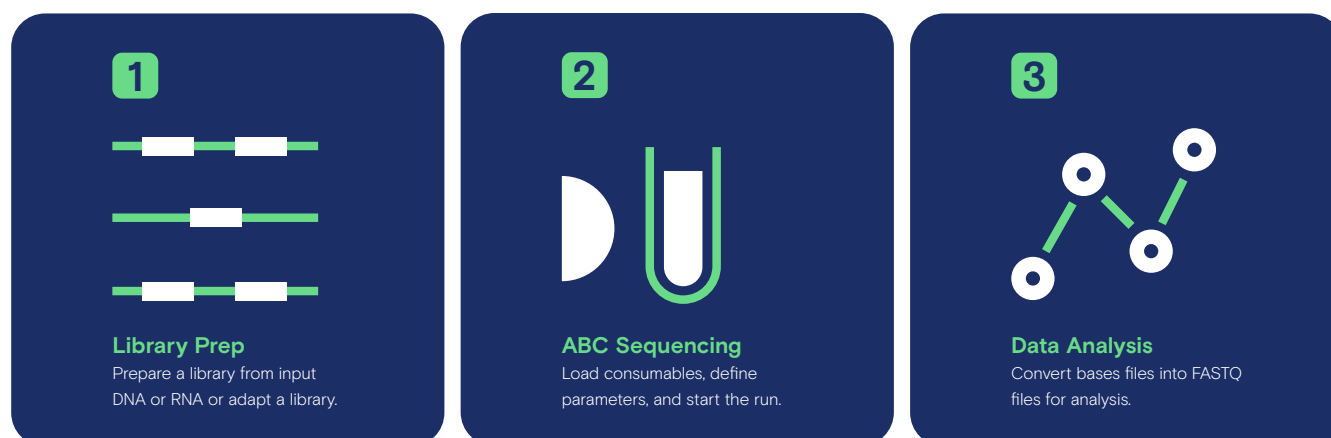 1
Library Prep
Prepare a library from input
DNA or RNA or adapt a library.
2
ABC Sequencing
Load consumables, define
parameters, and start the run.
3
Data Analysis
Convert bases files into FASTQ
files for analysis.